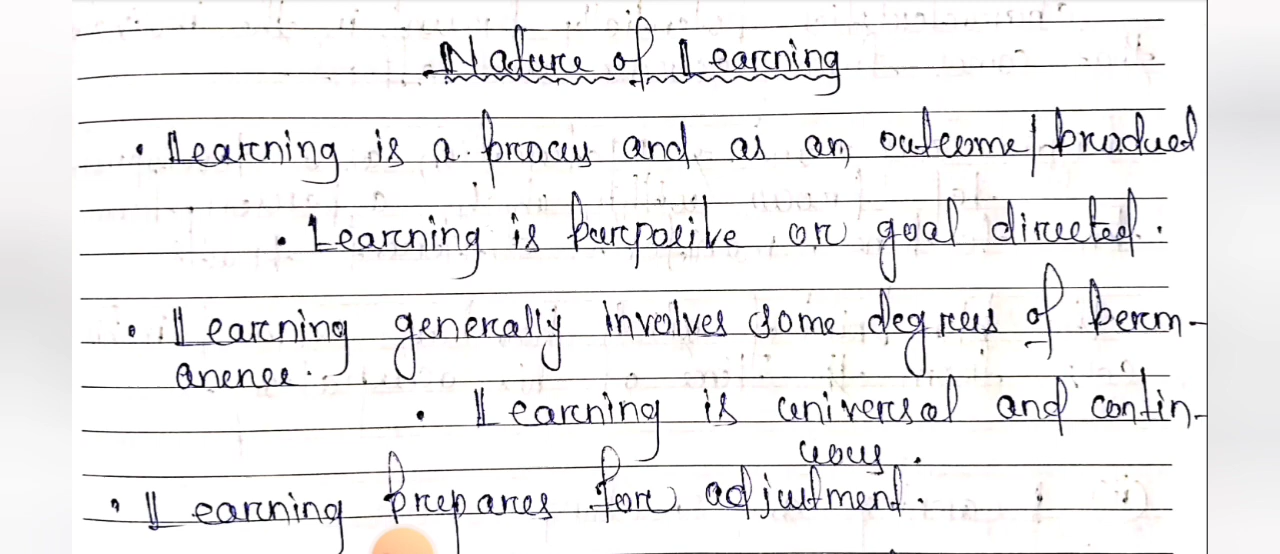 Nature of Learning
• Learning is a process and as an outcome/product
• Learning is purposive or goal directed.
• Learning generally involves some degrees of perm-
anence.
• Learning is universal and contin-
uous.
• Learning prepares for adjustment.